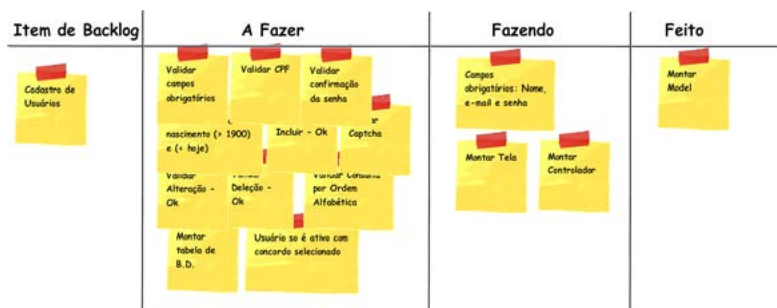 Item de Backlog
A Fazer
Fazendo
Feito
Cadastro de
Usuários
Validar
campos
obrigatórios
Validar CPF
Validar
confirmação
da senha
nascimento (> 1900)
e (< hoje)
Incluir - Ok
Captcha
Validar
Alteração -
Ok
Deleção -
Ok
Validar Consulta
por Ordem
Alfabética
Montar
tabela de
B.D.
Usuário so é ativo com
concordo selecionado
Campos
obrigatórios: Nome,
e-mail e senha
Montar Tela
Montar
Controlador
Montar
Model